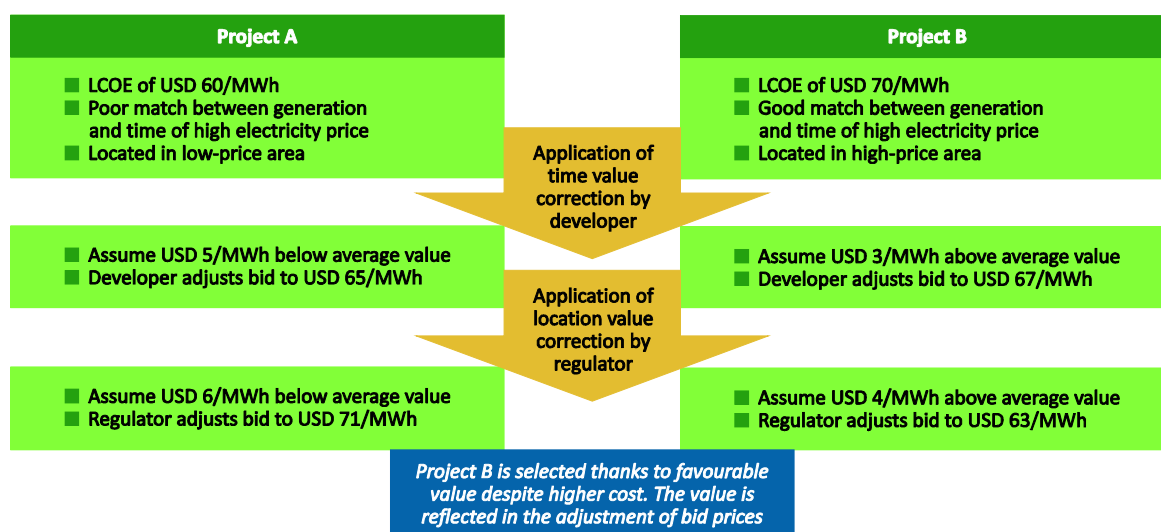 Project A
LCOE of USD 60/MWh
Poor match between generation
and time of high electricity price
Located in low-price area
Project B
LCOE of USD 70/MWh
Good match between generation
and time of high electricity price
Located in high-price area
Application of
time value
correction by
developer
Assume USD 5/MWh below average value
Developer adjusts bid to USD 65/MWh
Assume USD 3/MWh above average value
Developer adjusts bid to USD 67/MWh
Application of
location value
correction by
regulator
Assume USD 6/MWh below average value
Regulator adjusts bid to USD 71/MWh
Assume USD 4/MWh above average value
Regulator adjusts bid to USD 63/MWh
Project B is selected thanks to favourable
value despite higher cost. The value is
reflected in the adjustment of bid prices